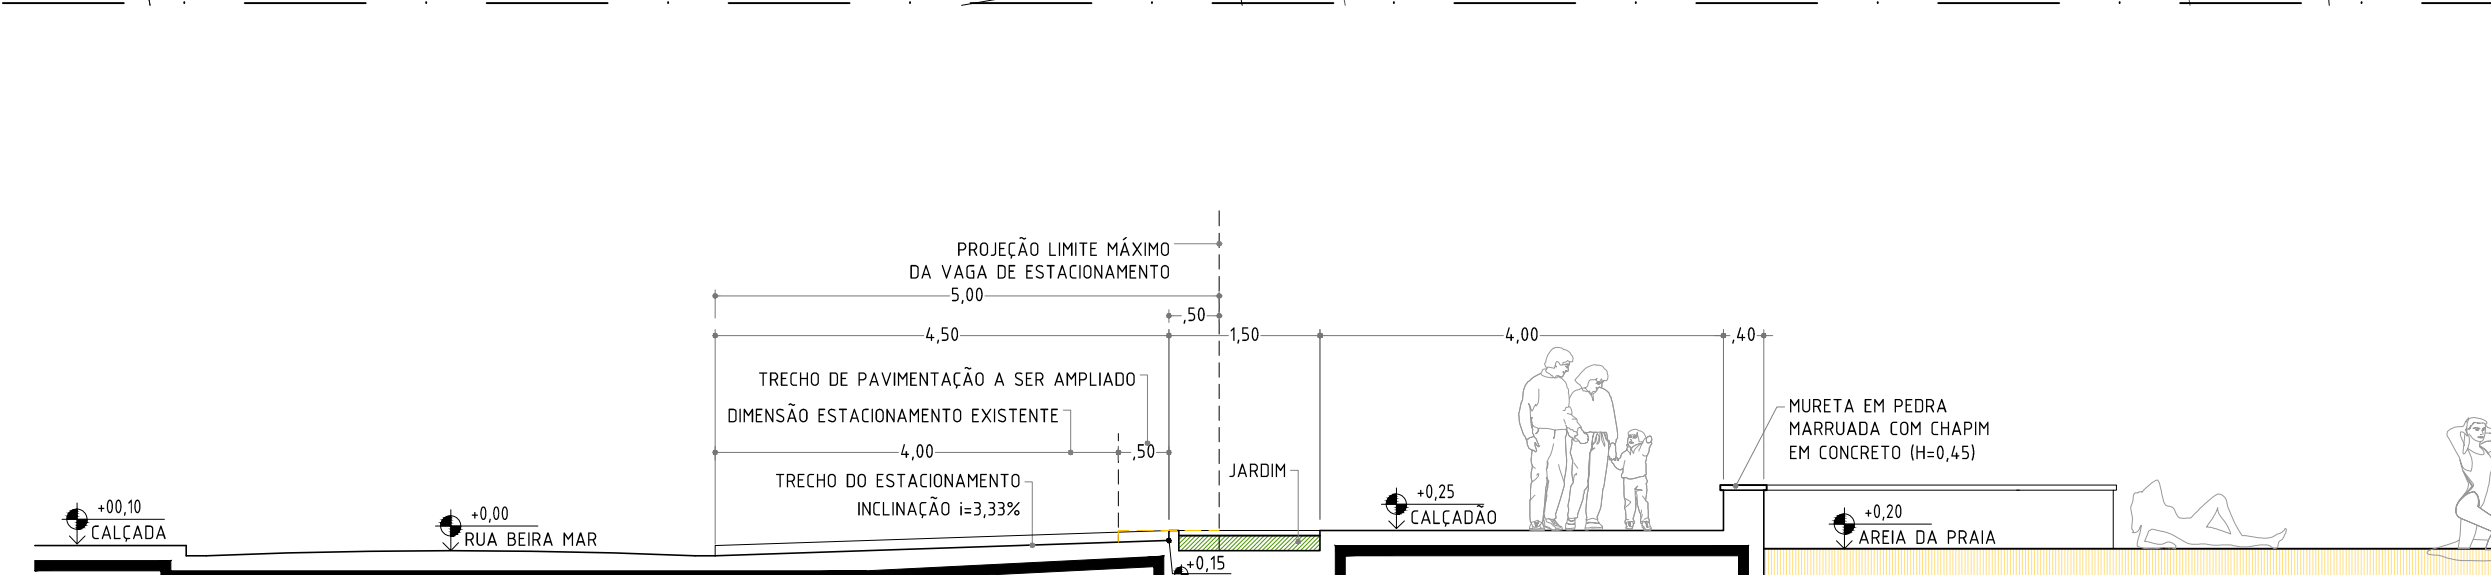 PROJEÇÃO LIMITE MÁXIMO
DA VAGA DE ESTACIONAMENTO
5,00
,50
4,50
1,50
4,00
,40
TRECHO DE PAVIMENTAÇÃO A SER AMPLIADO
DIMENSÃO ESTACIONAMENTO EXISTENTE
4,00
,50
TRECHO DO ESTACIONAMENTO
INCLINAÇÃO i=3,33%
JARDIM
MURETA EM PEDRA
MARRUADA COM CHAPIM
EM CONCRETO (H=0,45)
+00,10
CALÇADA
+0,00
RUA BEIRA MAR
+0,25
CALÇADÃO
+0,20
AREIA DA PRAIA
+0,15